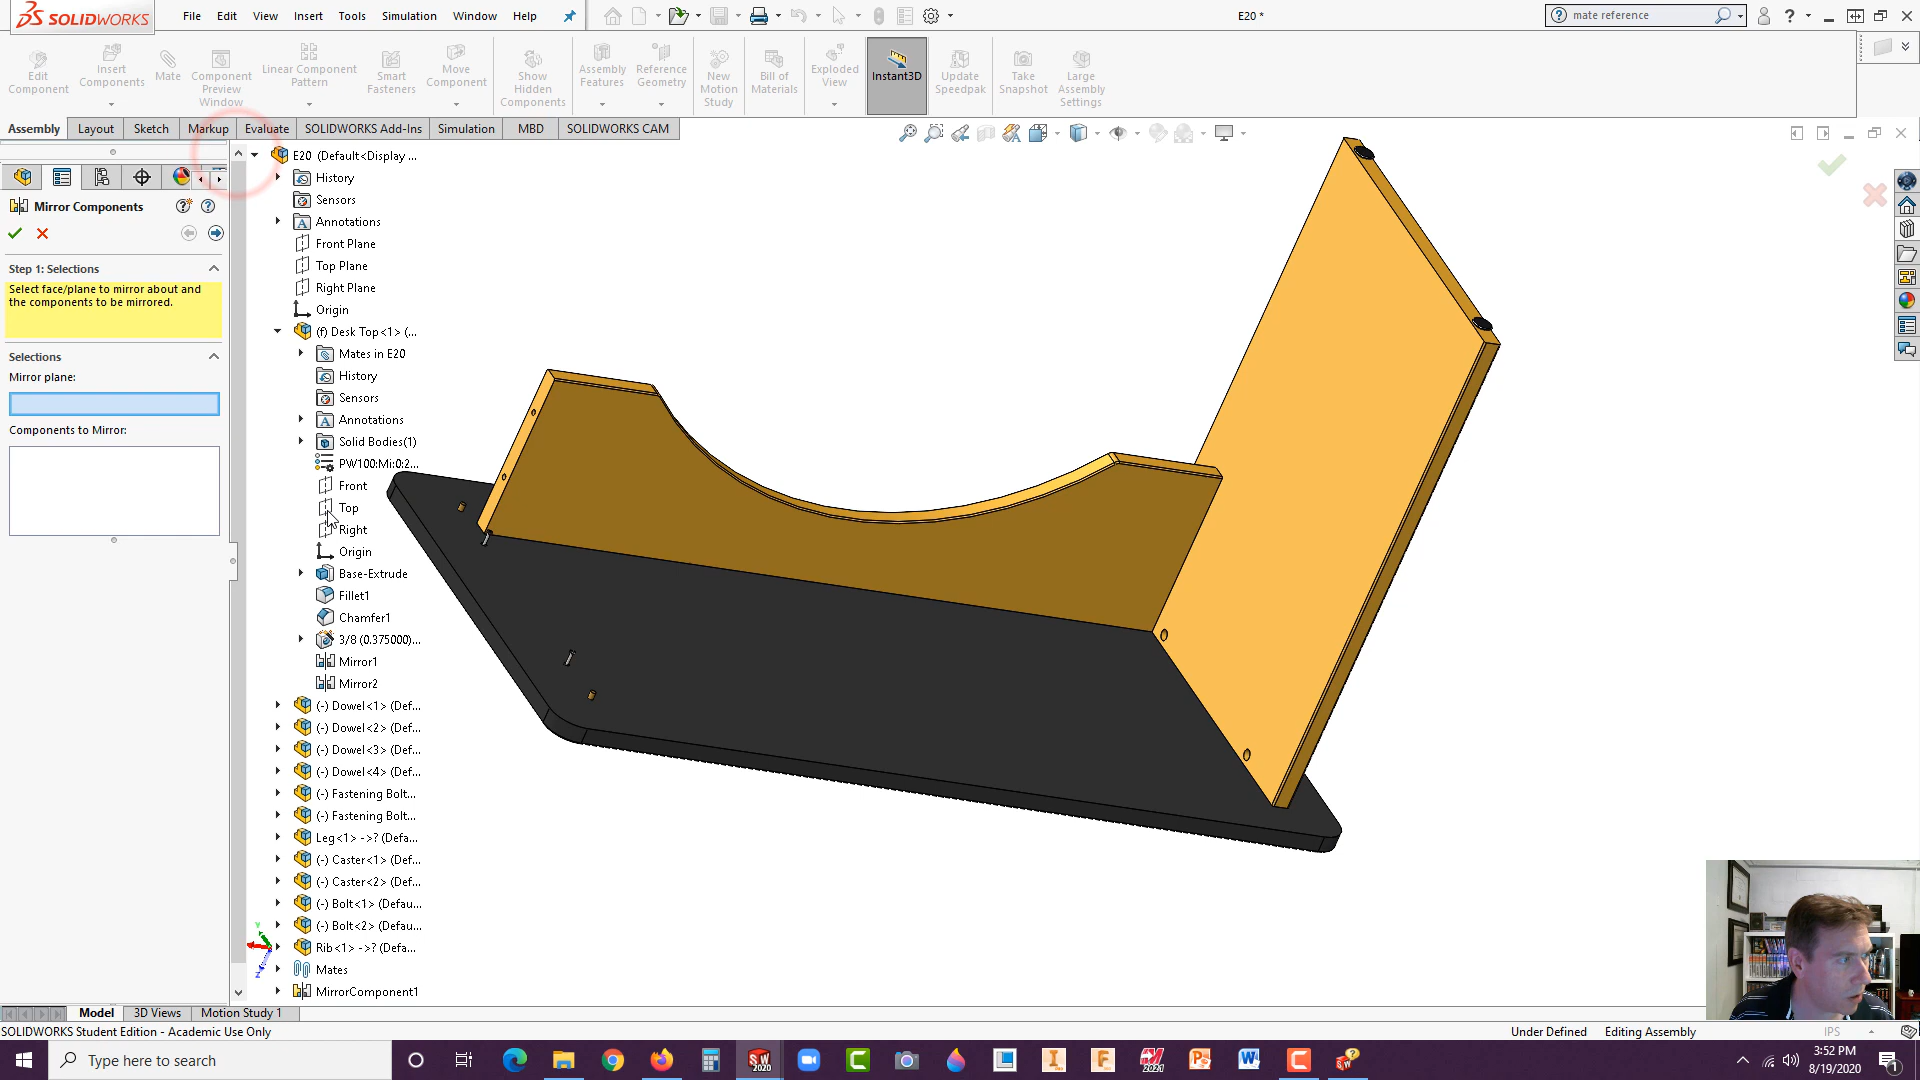 SOLIDWORKS File Edit View Insert Tools Simulation Window Help E20 * mate reference
Edit Component
Insert Components
Mate
Component Preview Window
Linear Component Pattern
Smart Fasteners
Move Component
Show Hidden Components
Assembly Features
Reference Geometry
New Motion Study
Bill of Materials
Exploded View
Instant3D
Update Speedpak
Take Snapshot
Large Assembly Settings
Assembly Layout Sketch Markup Evaluate SOLIDWORKS Add-Ins Simulation MBD SOLIDWORKS CAM
Mirror Components
Step 1: Selections
Select face/plane to mirror about and
the components to be mirrored.
Selections
Mirror plane:
Components to Mirror:
E20 (Default<Display ...
History
Sensors
Annotations
Front Plane
Top Plane
Right Plane
Origin
(f) Desk Top<1> (...
Mates in E20
History
Sensors
Annotations
Solid Bodies(1)
PW100:Mi:0:2...
Front
Top
Right
Origin
Base-Extrude
Fillet1
Chamfer1
3/8 (0.375000)...
Mirror1
Mirror2
(-) Dowel<1> (Def...
(-) Dowel<2> (Def...
(-) Dowel<3> (Def...
(-) Dowel<4> (Def...
(-) Fastening Bolt...
(-) Fastening Bolt...
Leg<1> ->? (Defa...
(-) Caster<1> (Def...
(-) Caster<2> (Def...
(-) Bolt<1> (Defau...
(-) Bolt<2> (Defau...
Rib<1> ->? (Defa...
Mates
MirrorComponent1
Model 3D Views Motion Study 1
SOLIDWORKS Student Edition - Academic Use Only Under Defined Editing Assembly IPS
Type here to search
3:52 PM
8/19/2020